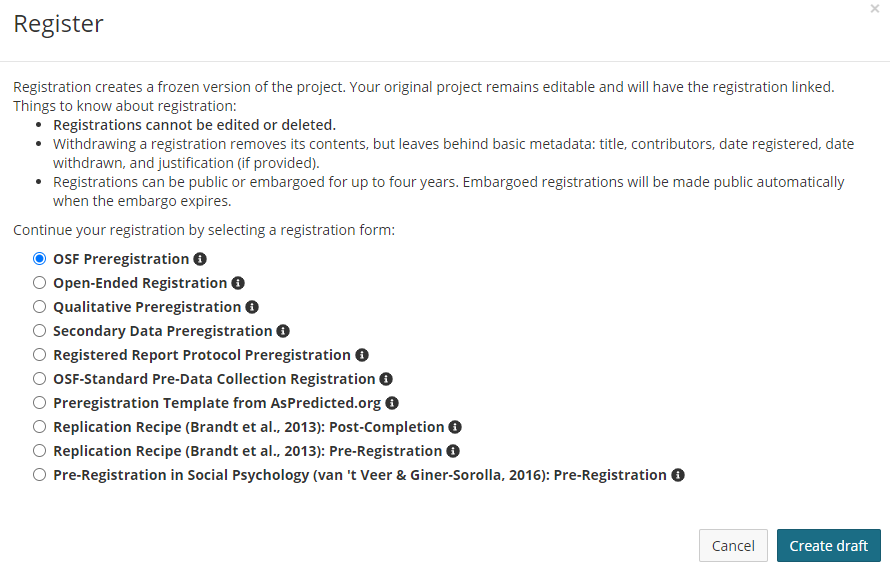 Register
×
Registration creates a frozen version of the project. Your original project remains editable and will have the registration linked.
Things to know about registration:
• Registrations cannot be edited or deleted.
• Withdrawing a registration removes its contents, but leaves behind basic metadata: title, contributors, date registered, date
withdrawn, and justification (if provided).
• Registrations can be public or embargoed for up to four years. Embargoed registrations will be made public automatically
when the embargo expires.
Continue your registration by selecting a registration form:
OSF Preregistration
Open-Ended Registration
Qualitative Preregistration
Secondary Data Preregistration
Registered Report Protocol Preregistration
OSF-Standard Pre-Data Collection Registration
Preregistration Template from AsPredicted.org
Replication Recipe (Brandt et al., 2013): Post-Completion
Replication Recipe (Brandt et al., 2013): Pre-Registration
Pre-Registration in Social Psychology (van 't Veer & Giner-Sorolla, 2016): Pre-Registration
Cancel
Create draft